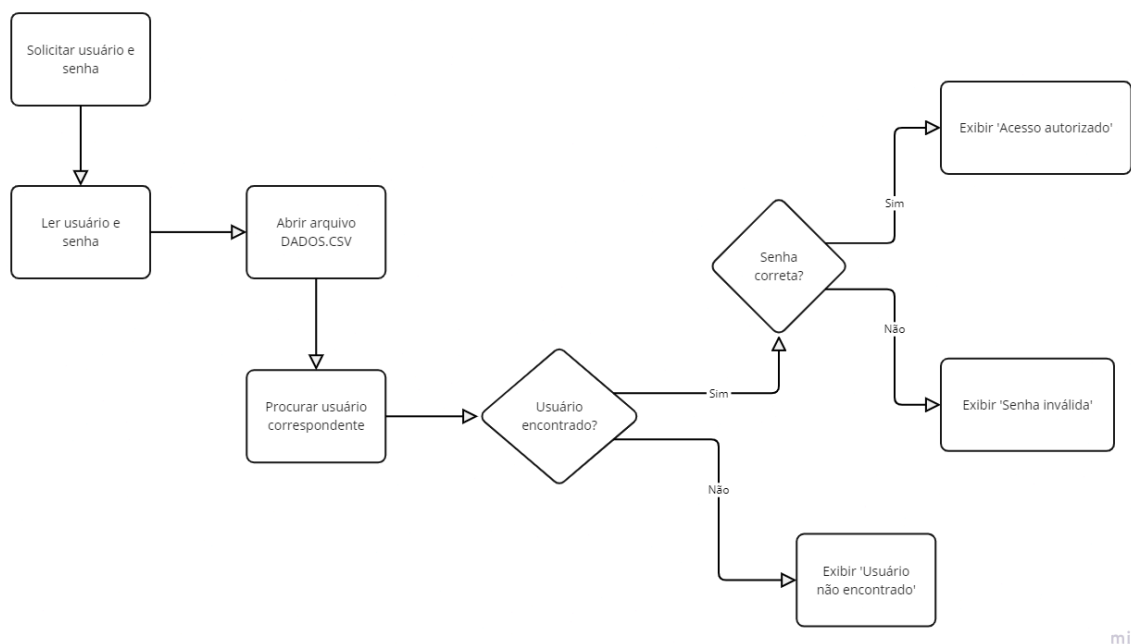 Solicitar usuário e
senha
Ler usuário e
senha
Abrir arquivo
DADOS.CSV
Procurar usuário
correspondente
Usuário
encontrado?
Sim
Não
Senha
correta?
Sim
Não
Exibir 'Acesso autorizado'
Exibir 'Senha inválida'
Exibir 'Usuário
não encontrado'
mi